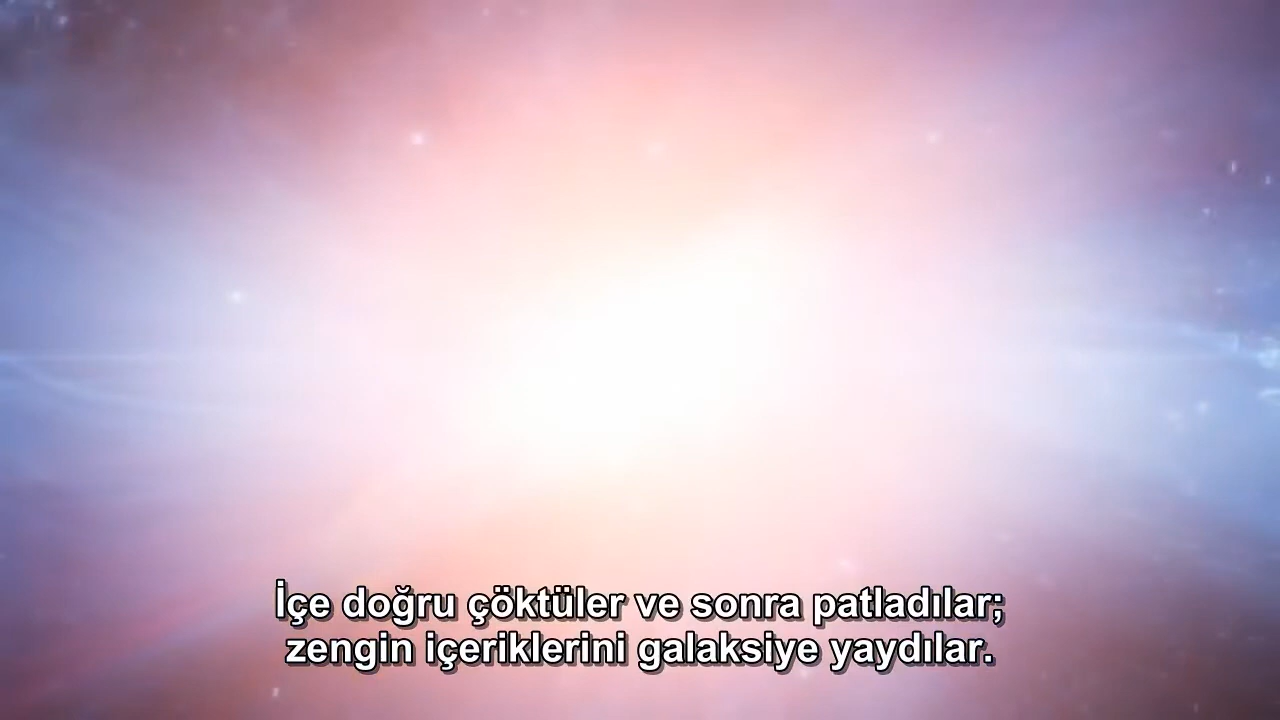 İçe doğru çöktüler ve sonra patladılar;
zengin içeriklerini galaksiye yaydılar.